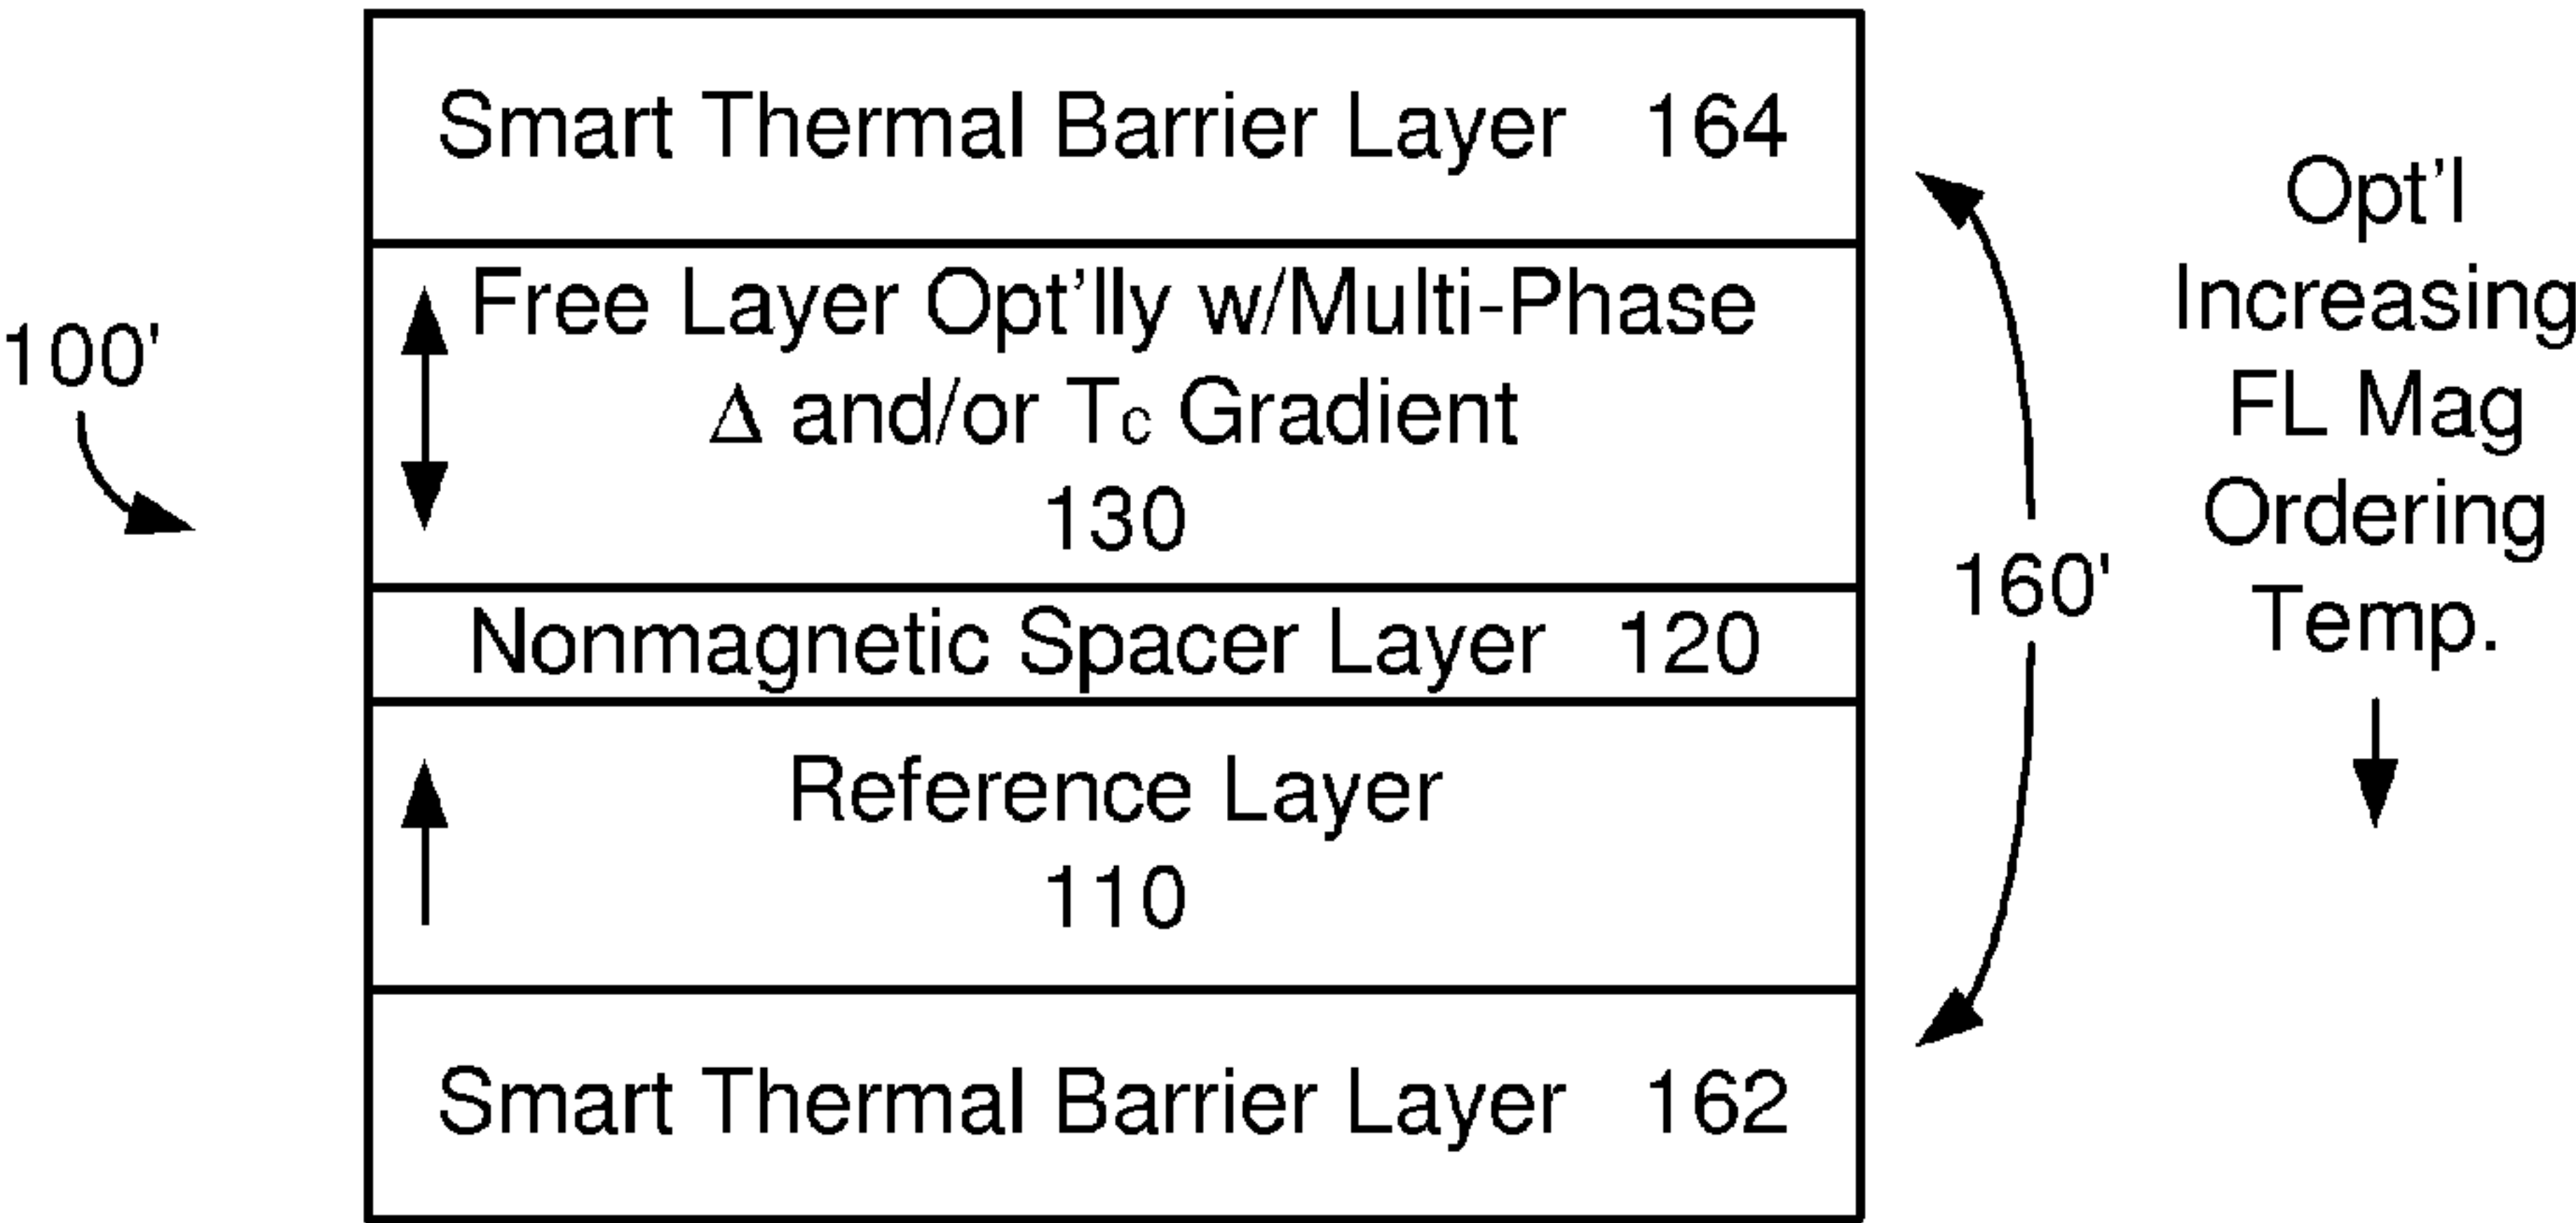 Smart Thermal Barrier Layer 164
Free Layer Opt'lly w/Multi-Phase
Δ and/or Tc Gradient
130
Nonmagnetic Spacer Layer 120
Reference Layer
110
Smart Thermal Barrier Layer 162
100'
160'
Opt'l
Increasing
FL Mag
Ordering
Temp.